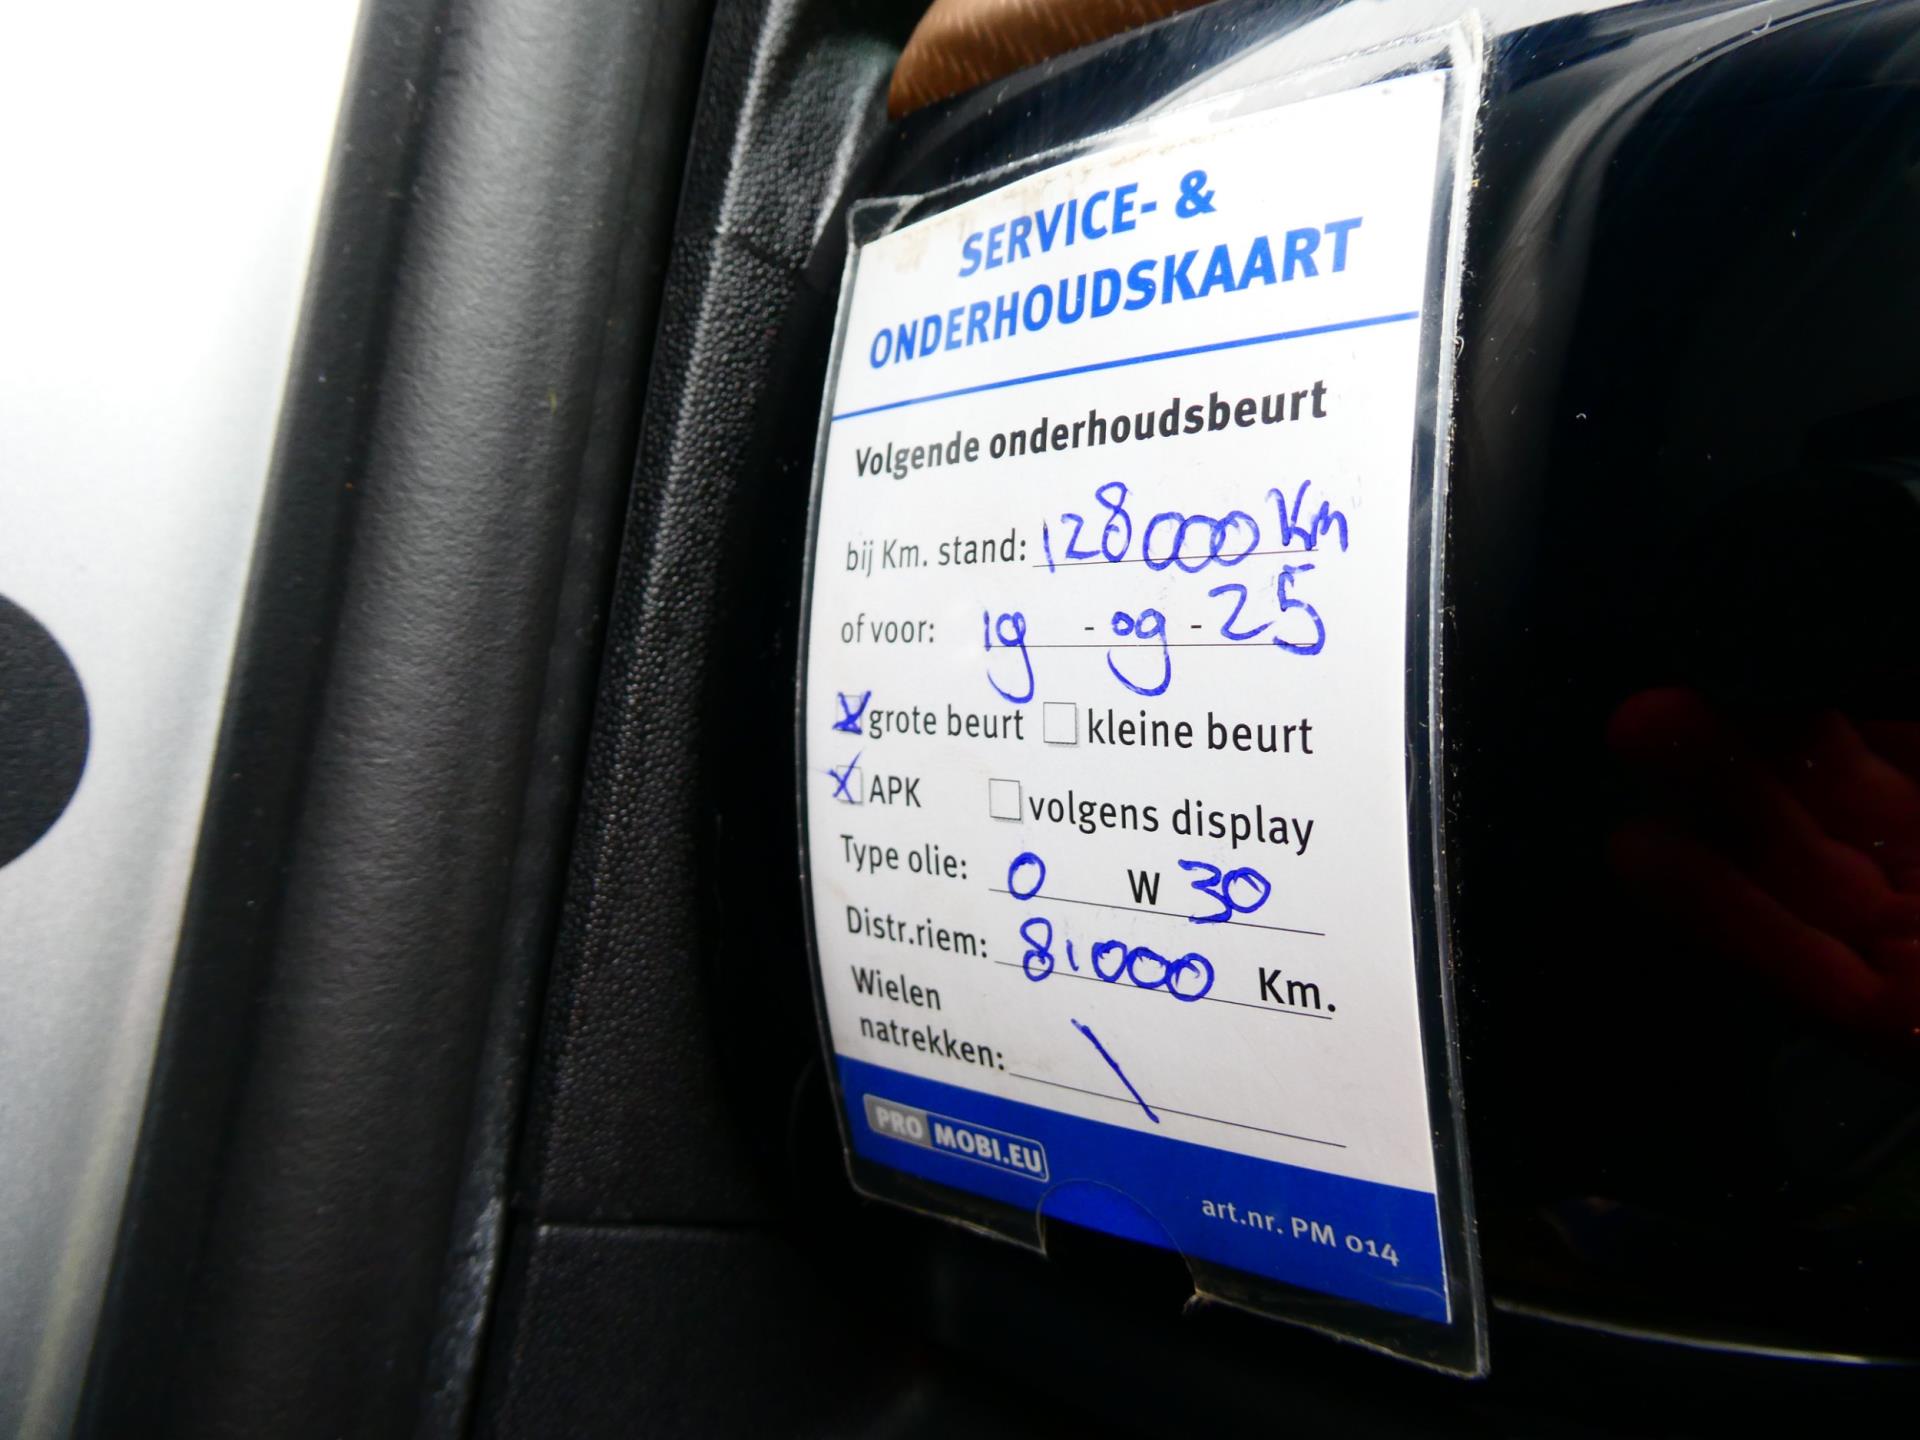 SERVICE- &
ONDERHOUDSKAART
Volgende onderhoudsbeurt
bij Km. stand: 128000 Km
of voor: 19 - 09 - 25
grote beurt kleine beurt
APK volgens display
Type olie: 0 W 30
Distr.riem: 81000 Km.
Wielen
natrekken:
PRO MOBI.EU
art.nr. PM 014